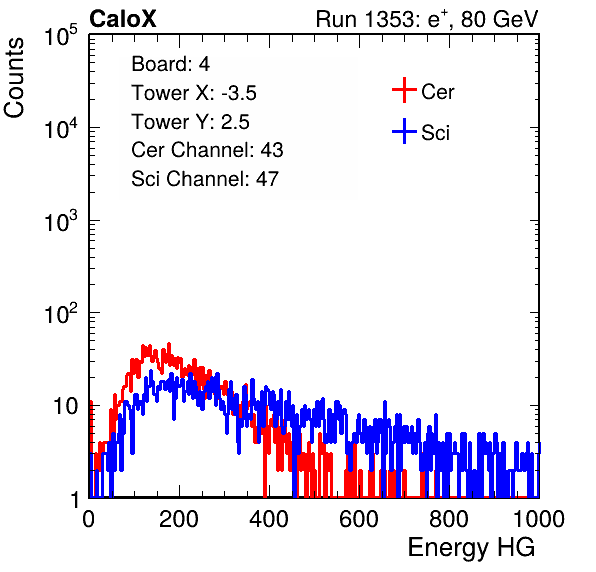 CaloX Run 1353: e⁺, 80 GeV
Counts
Board: 4
Tower X: -3.5
Tower Y: 2.5
Cer Channel: 43
Sci Channel: 47
Cer
Sci
10⁵
10⁴
10³
10²
10
1
0 200 400 600 800 1000
Energy HG